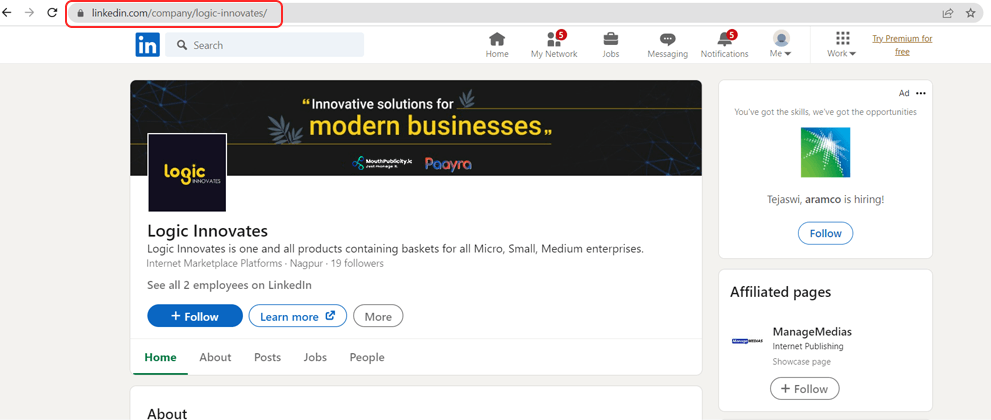 linkedin.com/company/logic-innovates/
in
Search
Home
5
My Network
Jobs
Messaging
5
Notifications
Me
Work
Try Premium for
free
“Innovative solutions for
modern businesses„
MouthPublicity.ic
Paayra
logic
INNOVATES
Logic Innovates
Logic Innovates is one and all products containing baskets for all Micro, Small, Medium enterprises.
Internet Marketplace Platforms · Nagpur · 19 followers
See all 2 employees on LinkedIn
+ Follow
Learn more
More
Home
About
Posts
Jobs
People
About
Ad
You've got the skills, we've got the opportunities
Tejaswi, aramco is hiring!
Follow
Affiliated pages
ManageMEDIAS
ManageMedias
Internet Publishing
Showcase page
+ Follow